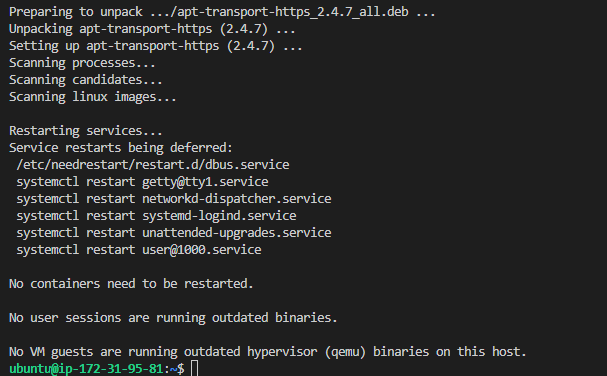 Preparing to unpack .../apt-transport-https_2.4.7_all.deb ...
Unpacking apt-transport-https (2.4.7) ...
Setting up apt-transport-https (2.4.7) ...
Scanning processes...
Scanning candidates...
Scanning linux images...

Restarting services...
Service restarts being deferred:
 /etc/needrestart/restart.d/dbus.service
 systemctl restart getty@tty1.service
 systemctl restart networkd-dispatcher.service
 systemctl restart systemd-logind.service
 systemctl restart unattended-upgrades.service
 systemctl restart user@1000.service

No containers need to be restarted.

No user sessions are running outdated binaries.

No VM guests are running outdated hypervisor (qemu) binaries on this host.
ubuntu@ip-172-31-95-81:~$